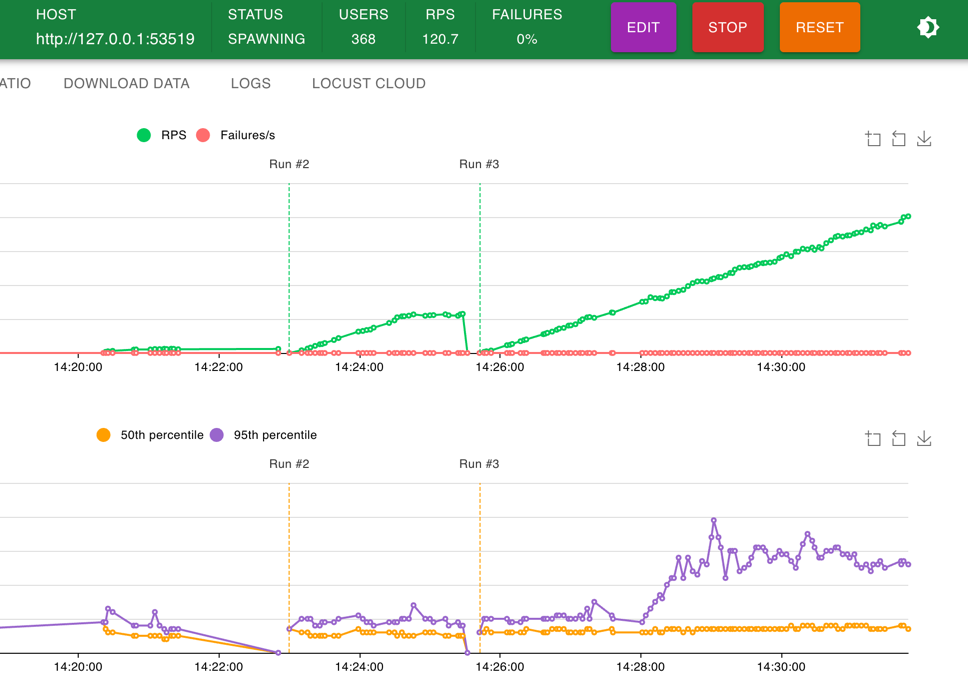 HOST
http://127.0.0.1:53519
STATUS
SPAWNING
USERS
368
RPS
120.7
FAILURES
0%
EDIT
STOP
RESET
ATIO
DOWNLOAD DATA
LOGS
LOCUST CLOUD
RPS
Failures/s
Run #2
Run #3
14:20:00
14:22:00
14:24:00
14:26:00
14:28:00
14:30:00
50th percentile
95th percentile
Run #2
Run #3
14:20:00
14:22:00
14:24:00
14:26:00
14:28:00
14:30:00